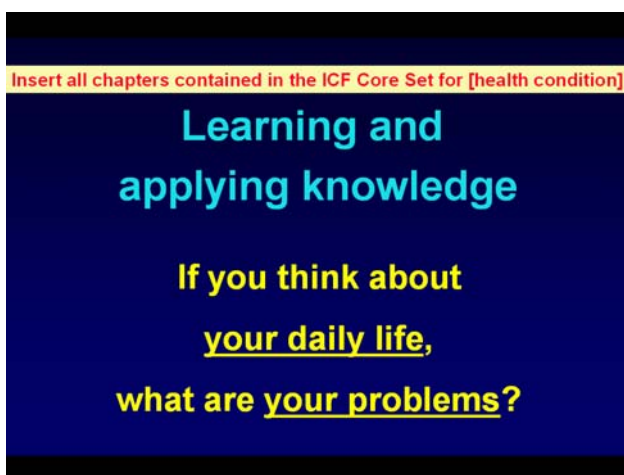 Insert all chapters contained in the ICF Core Set for [health condition]
Learning and
applying knowledge
If you think about
your daily life,
what are your problems?